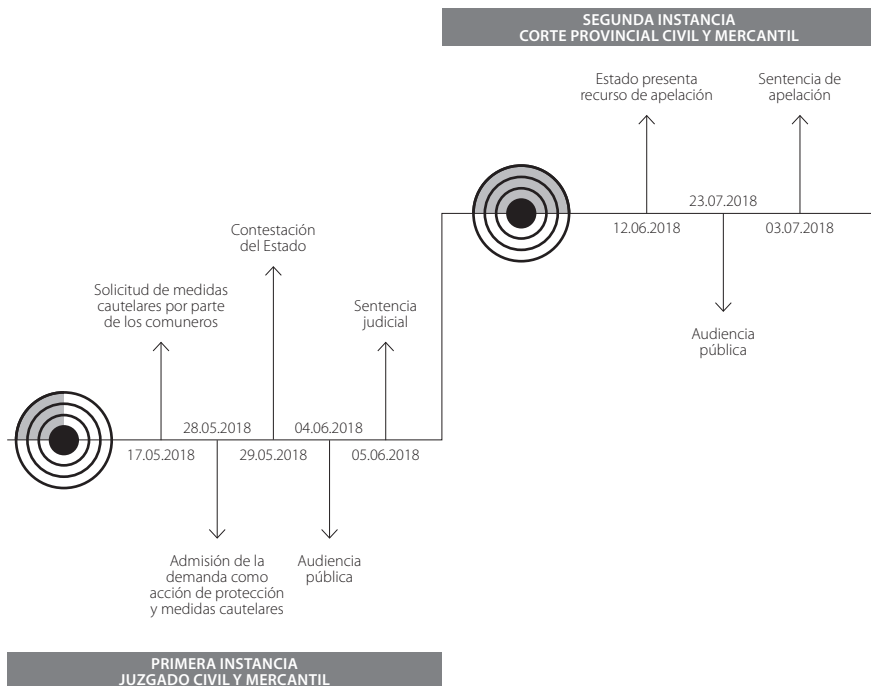 SEGUNDA INSTANCIA
CORTE PROVINCIAL CIVIL Y MERCANTIL
Estado presenta
recurso de apelación
Sentencia de
apelación
23.07.2018
12.06.2018
03.07.2018
Audiencia
pública
Contestación
del Estado
Solicitud de medidas
cautelares por parte
de los comuneros
Sentencia
judicial
28.05.2018
04.06.2018
17.05.2018
29.05.2018
05.06.2018
Admisión de la
demanda como
acción de protección
y medidas cautelares
Audiencia
pública
PRIMERA INSTANCIA
JUZGADO CIVIL Y MERCANTIL